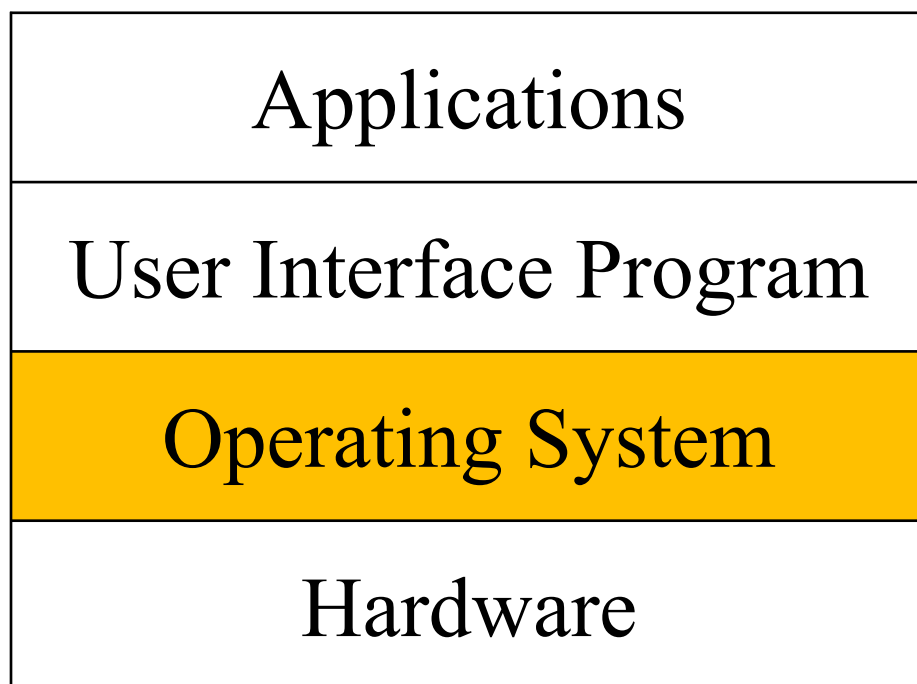 Applications
User Interface Program
Operating System
Hardware